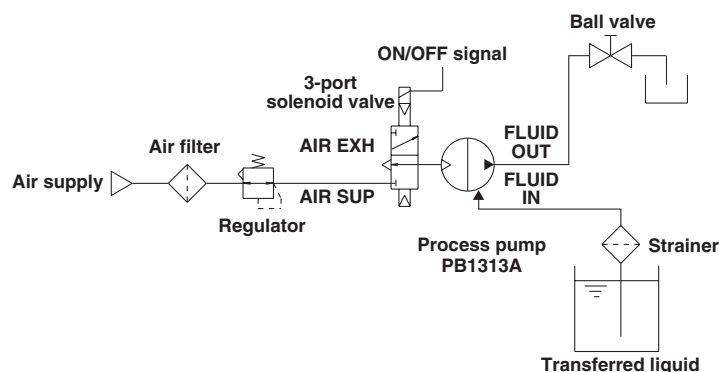 Ball valve
ON/OFF signal
3-port
solenoid valve
Air filter
AIR EXH
FLUID
OUT
FLUID
IN
Air supply
AIR SUP
Regulator
Process pump
PB1313A
Strainer
Transferred liquid